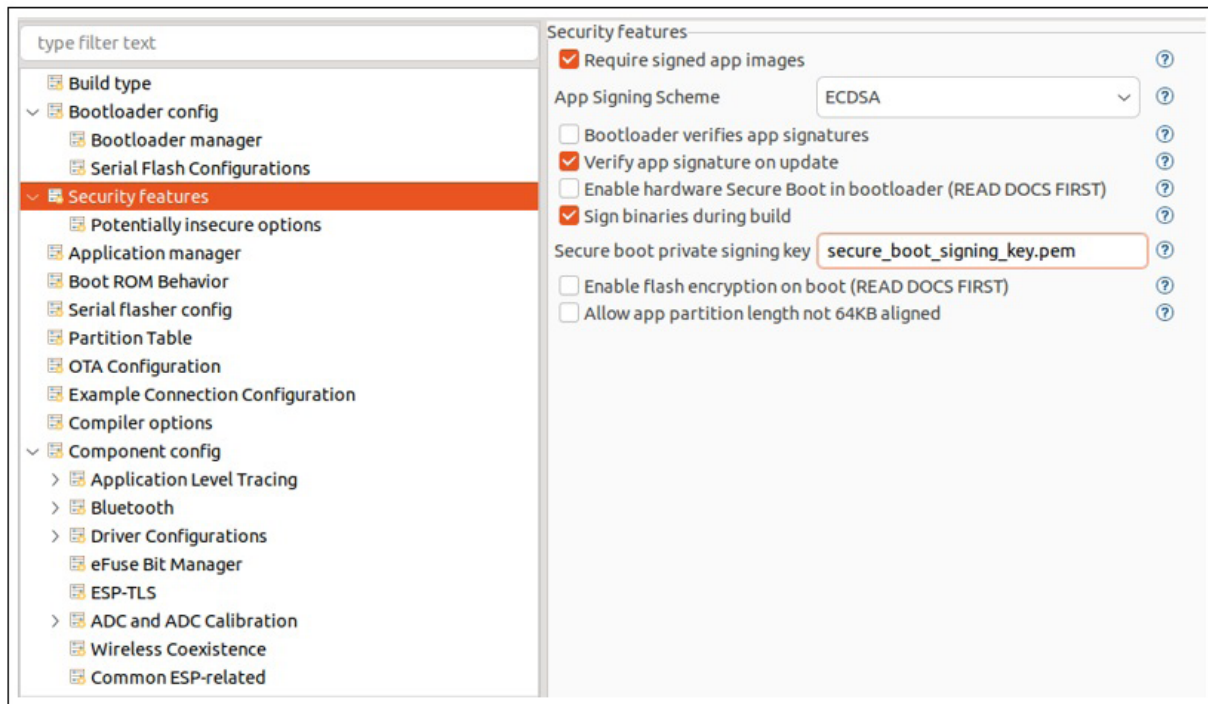 type filter text
Build type
Bootloader config
Bootloader manager
Serial Flash Configurations
Security features
Potentially insecure options
Application manager
Boot ROM Behavior
Serial flasher config
Partition Table
OTA Configuration
Example Connection Configuration
Compiler options
Component config
Application Level Tracing
Bluetooth
Driver Configurations
eFuse Bit Manager
ESP-TLS
ADC and ADC Calibration
Wireless Coexistence
Common ESP-related
Security features
Require signed app images
App Signing Scheme ECDSA
Bootloader verifies app signatures
Verify app signature on update
Enable hardware Secure Boot in bootloader (READ DOCS FIRST)
Sign binaries during build
Secure boot private signing key secure_boot_signing_key.pem
Enable flash encryption on boot (READ DOCS FIRST)
Allow app partition length not 64KB aligned